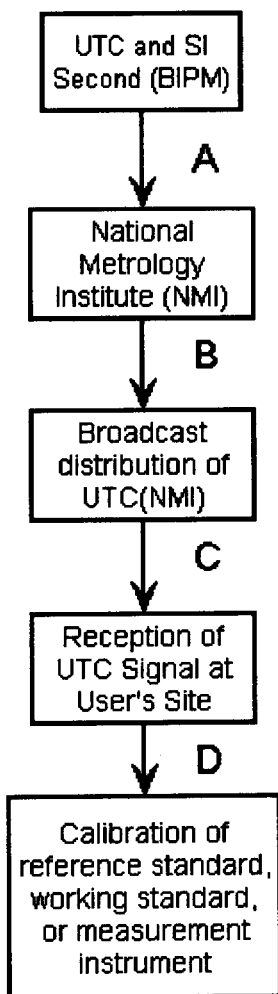 UTC and SI
Second (BIPM)
A
National
Metrology
Institute (NMI)
B
Broadcast
distribution of
UTC(NMI)
C
Reception of
UTC Signal at
User's Site
D
Calibration of
reference standard,
working standard,
or measurement
instrument